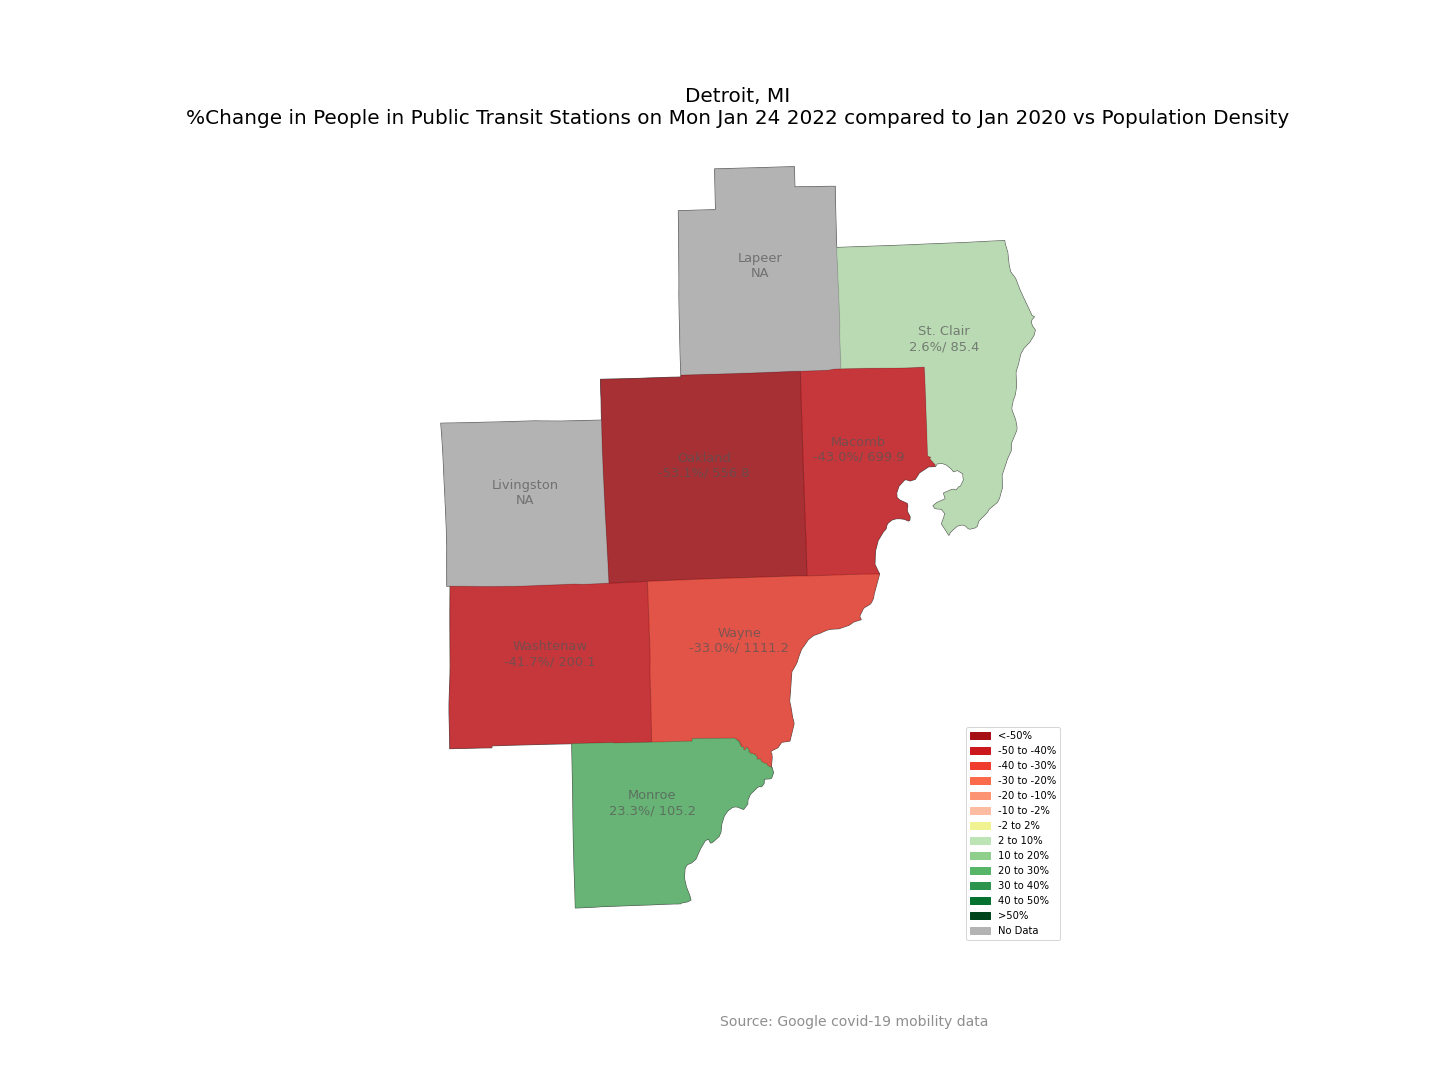 Detroit, MI
%Change in People in Public Transit Stations on Mon Jan 24 2022 compared to Jan 2020 vs Population Density
Lapeer
NA
St. Clair
2.6%/ 85.4
Macomb
-43.8%/ 699.9
Oakland
Livingston
NA
Wayne
-33.0%/ 1111.2
Washtenaw
-41.7%/ 200.1
Monroe
23.3%/ 105.2
<-50%
-50 to -40%
-40 to -30%
-30 to -20%
-20 to -10%
-10 to -2%
-2 to 2%
2 to 10%
10 to 20%
20 to 30%
30 to 40%
40 to 50%
>50%
No Data
Source: Google covid-19 mobility data